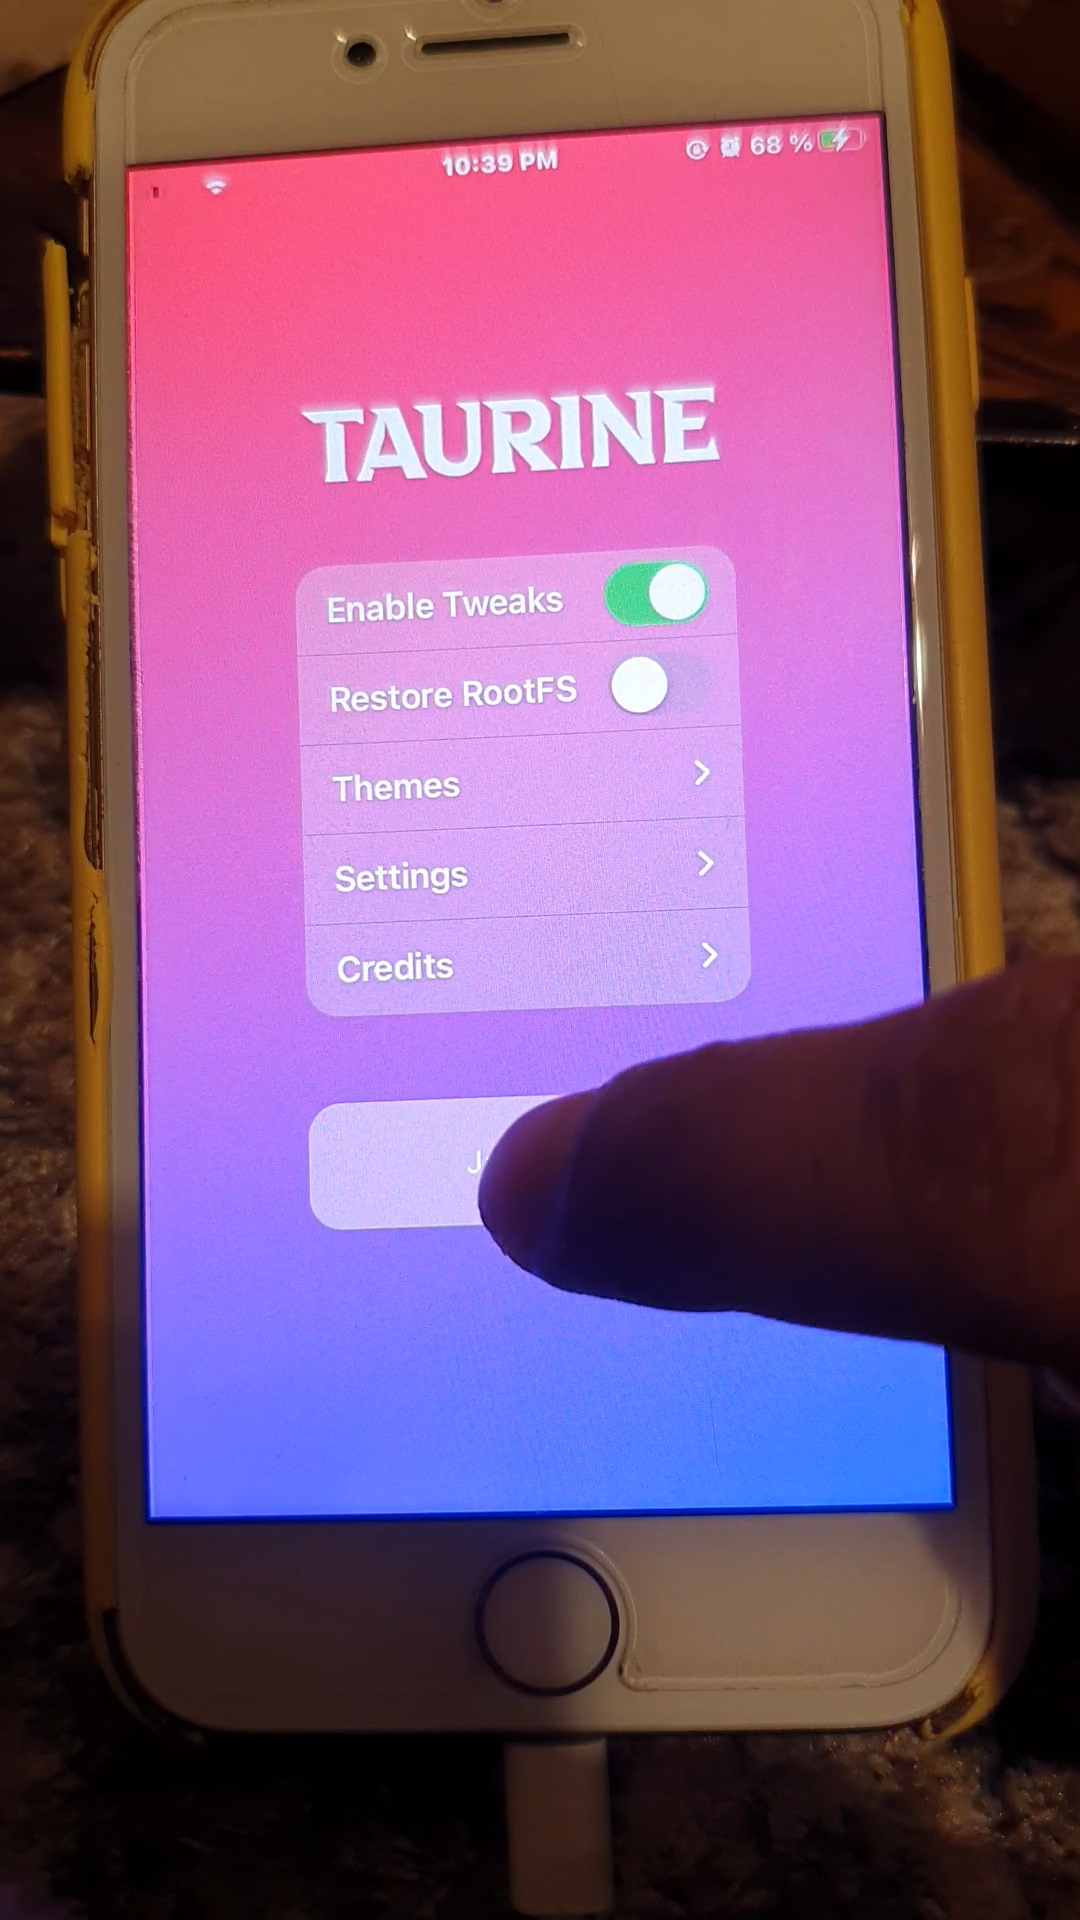 10:39 PM 68 %
TAURINE
Enable Tweaks
Restore RootFS
Themes
Settings
Credits